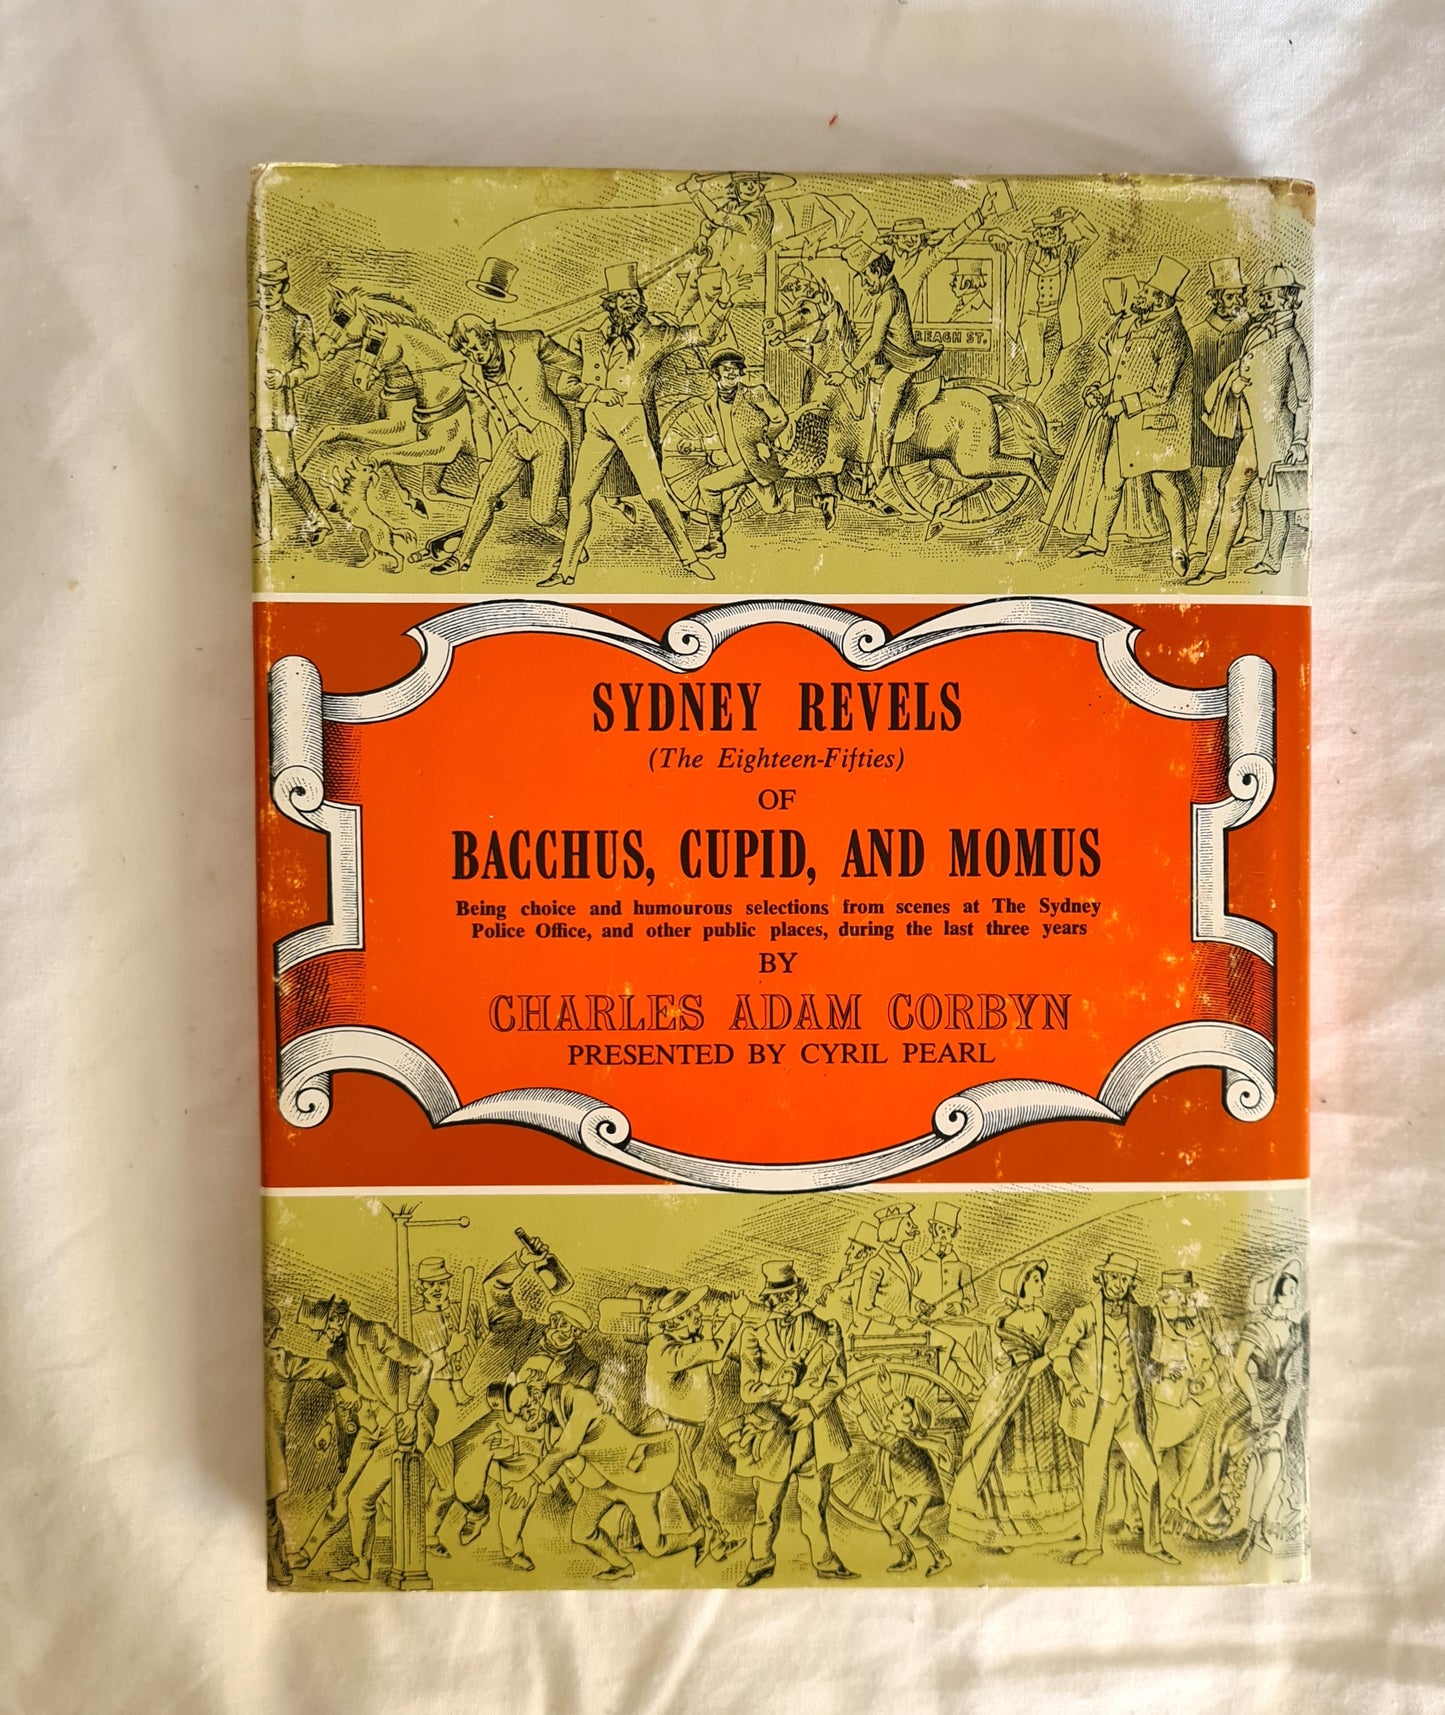 REAGH ST.
SYDNEY REVELS
(The Eighteen-Fifties)
OF
BACCHUS, CUPID, AND MOMUS
Being choice and humourous selections from scenes at The Sydney
Police Office, and other public places, during the last three years
BY
CHARLES ADAM CORBYN
PRESENTED BY CYRIL PEARL